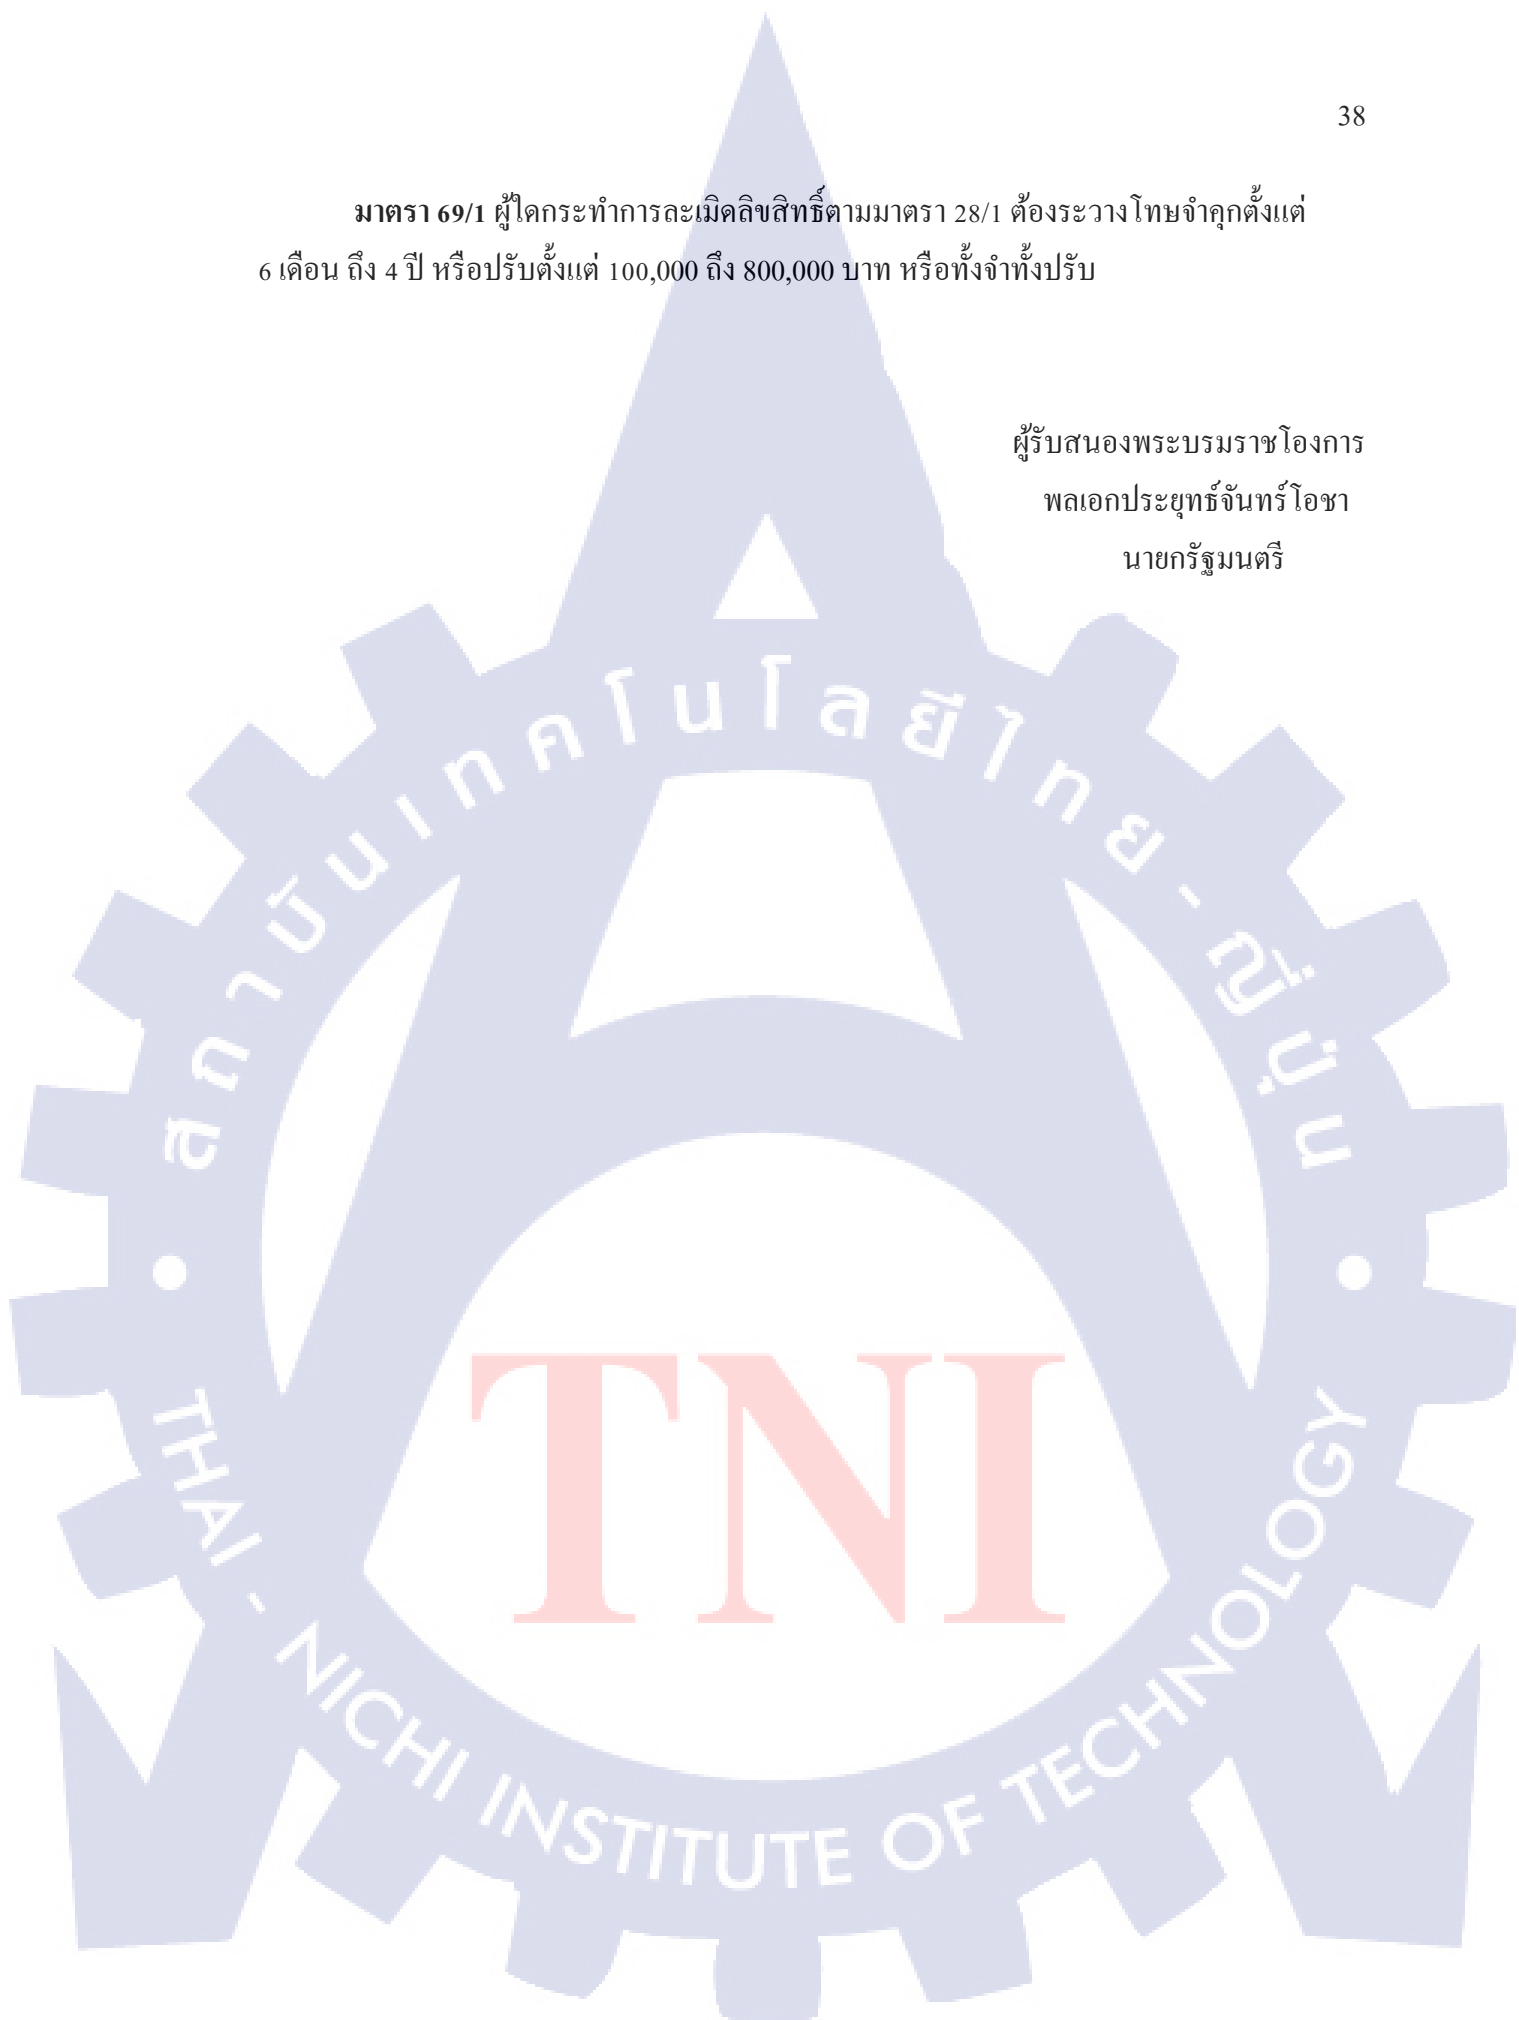 38
มาตรา 69/1 ผู้ใดกระทำการละเมิดลิขสิทธิ์ตามมาตรา 28/1 ต้องระวางโทษจำคุกตั้งแต่
6 เดือน ถึง 4 ปี หรือปรับตั้งแต่ 100,000 ถึง 800,000 บาท หรือทั้งจำทั้งปรับ
ผู้รับสนองพระบรมราชโองการ
พลเอกประยุทธ์จันทร์โอชา
นายกรัฐมนตรี
สถาบันเทคโนโลยีไทย - ญี่ปุ่น
TNI
THAI - NICHI INSTITUTE OF TECHNOLOGY